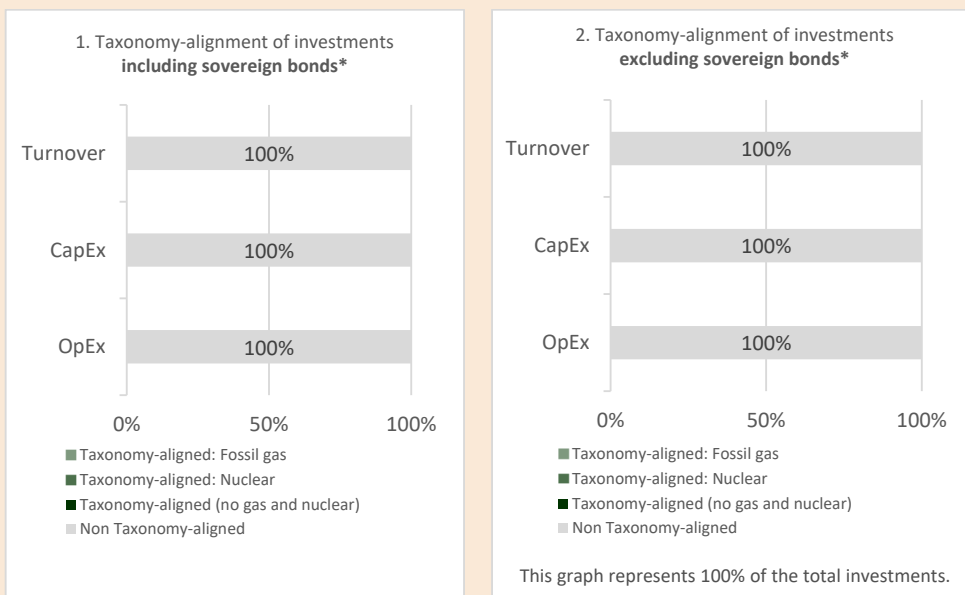 1. Taxonomy-alignment of investments
including sovereign bonds*
Turnover
100%
CapEx
100%
OpEx
100%
0%
50%
100%
Taxonomy-aligned: Fossil gas
Taxonomy-aligned: Nuclear
Taxonomy-aligned (no gas and nuclear)
Non Taxonomy-aligned
2. Taxonomy-alignment of investments
excluding sovereign bonds*
Turnover
100%
CapEx
100%
OpEx
100%
0%
50%
100%
Taxonomy-aligned: Fossil gas
Taxonomy-aligned: Nuclear
Taxonomy-aligned (no gas and nuclear)
Non Taxonomy-aligned
This graph represents 100% of the total investments.